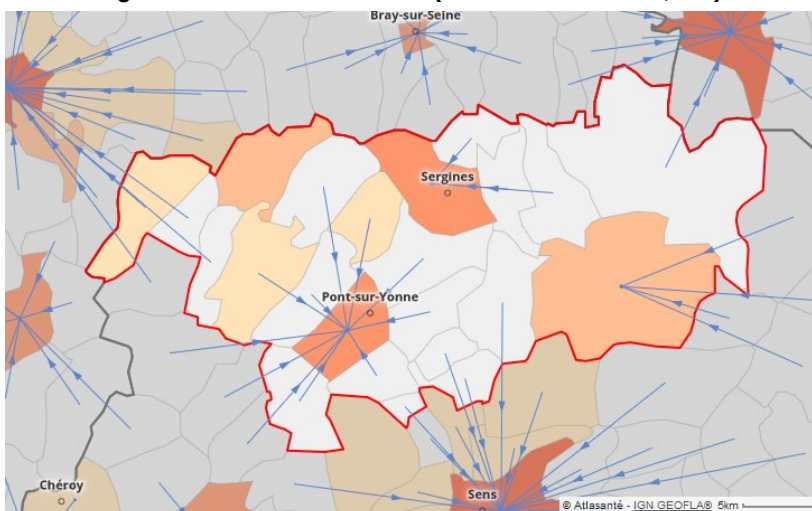 Bray-sur-Seine
Sergines
Pont-sur-Yonne
Chéroy
Sens
© Atlasanté - IGN GEOFLA® 5km